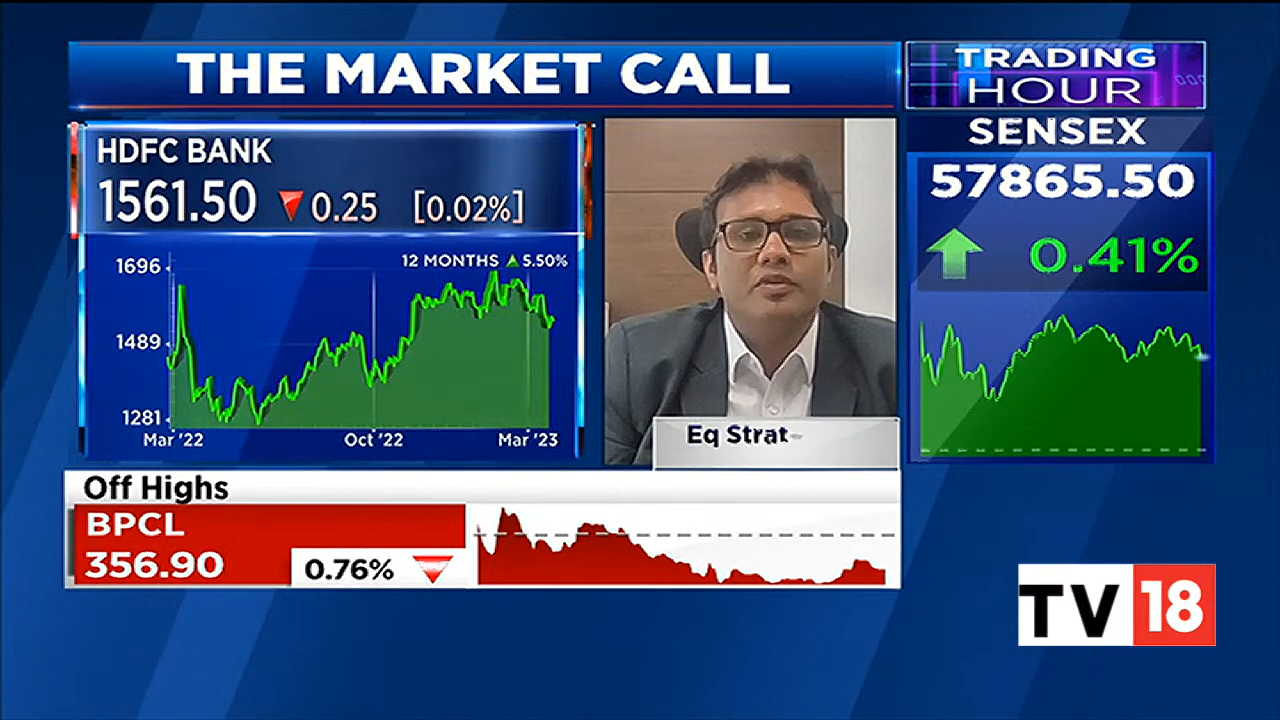 THE MARKET CALL
TRADING
HOUR
HDFC BANK
1561.50 ▼ 0.25 [0.02%]
12 MONTHS ▲ 5.50%
1696
1489
1281
Mar '22 Oct '22 Mar '23
Eq Strat
SENSEX
57865.50
0.41%
Off Highs
BPCL
356.90
0.76%
TV18